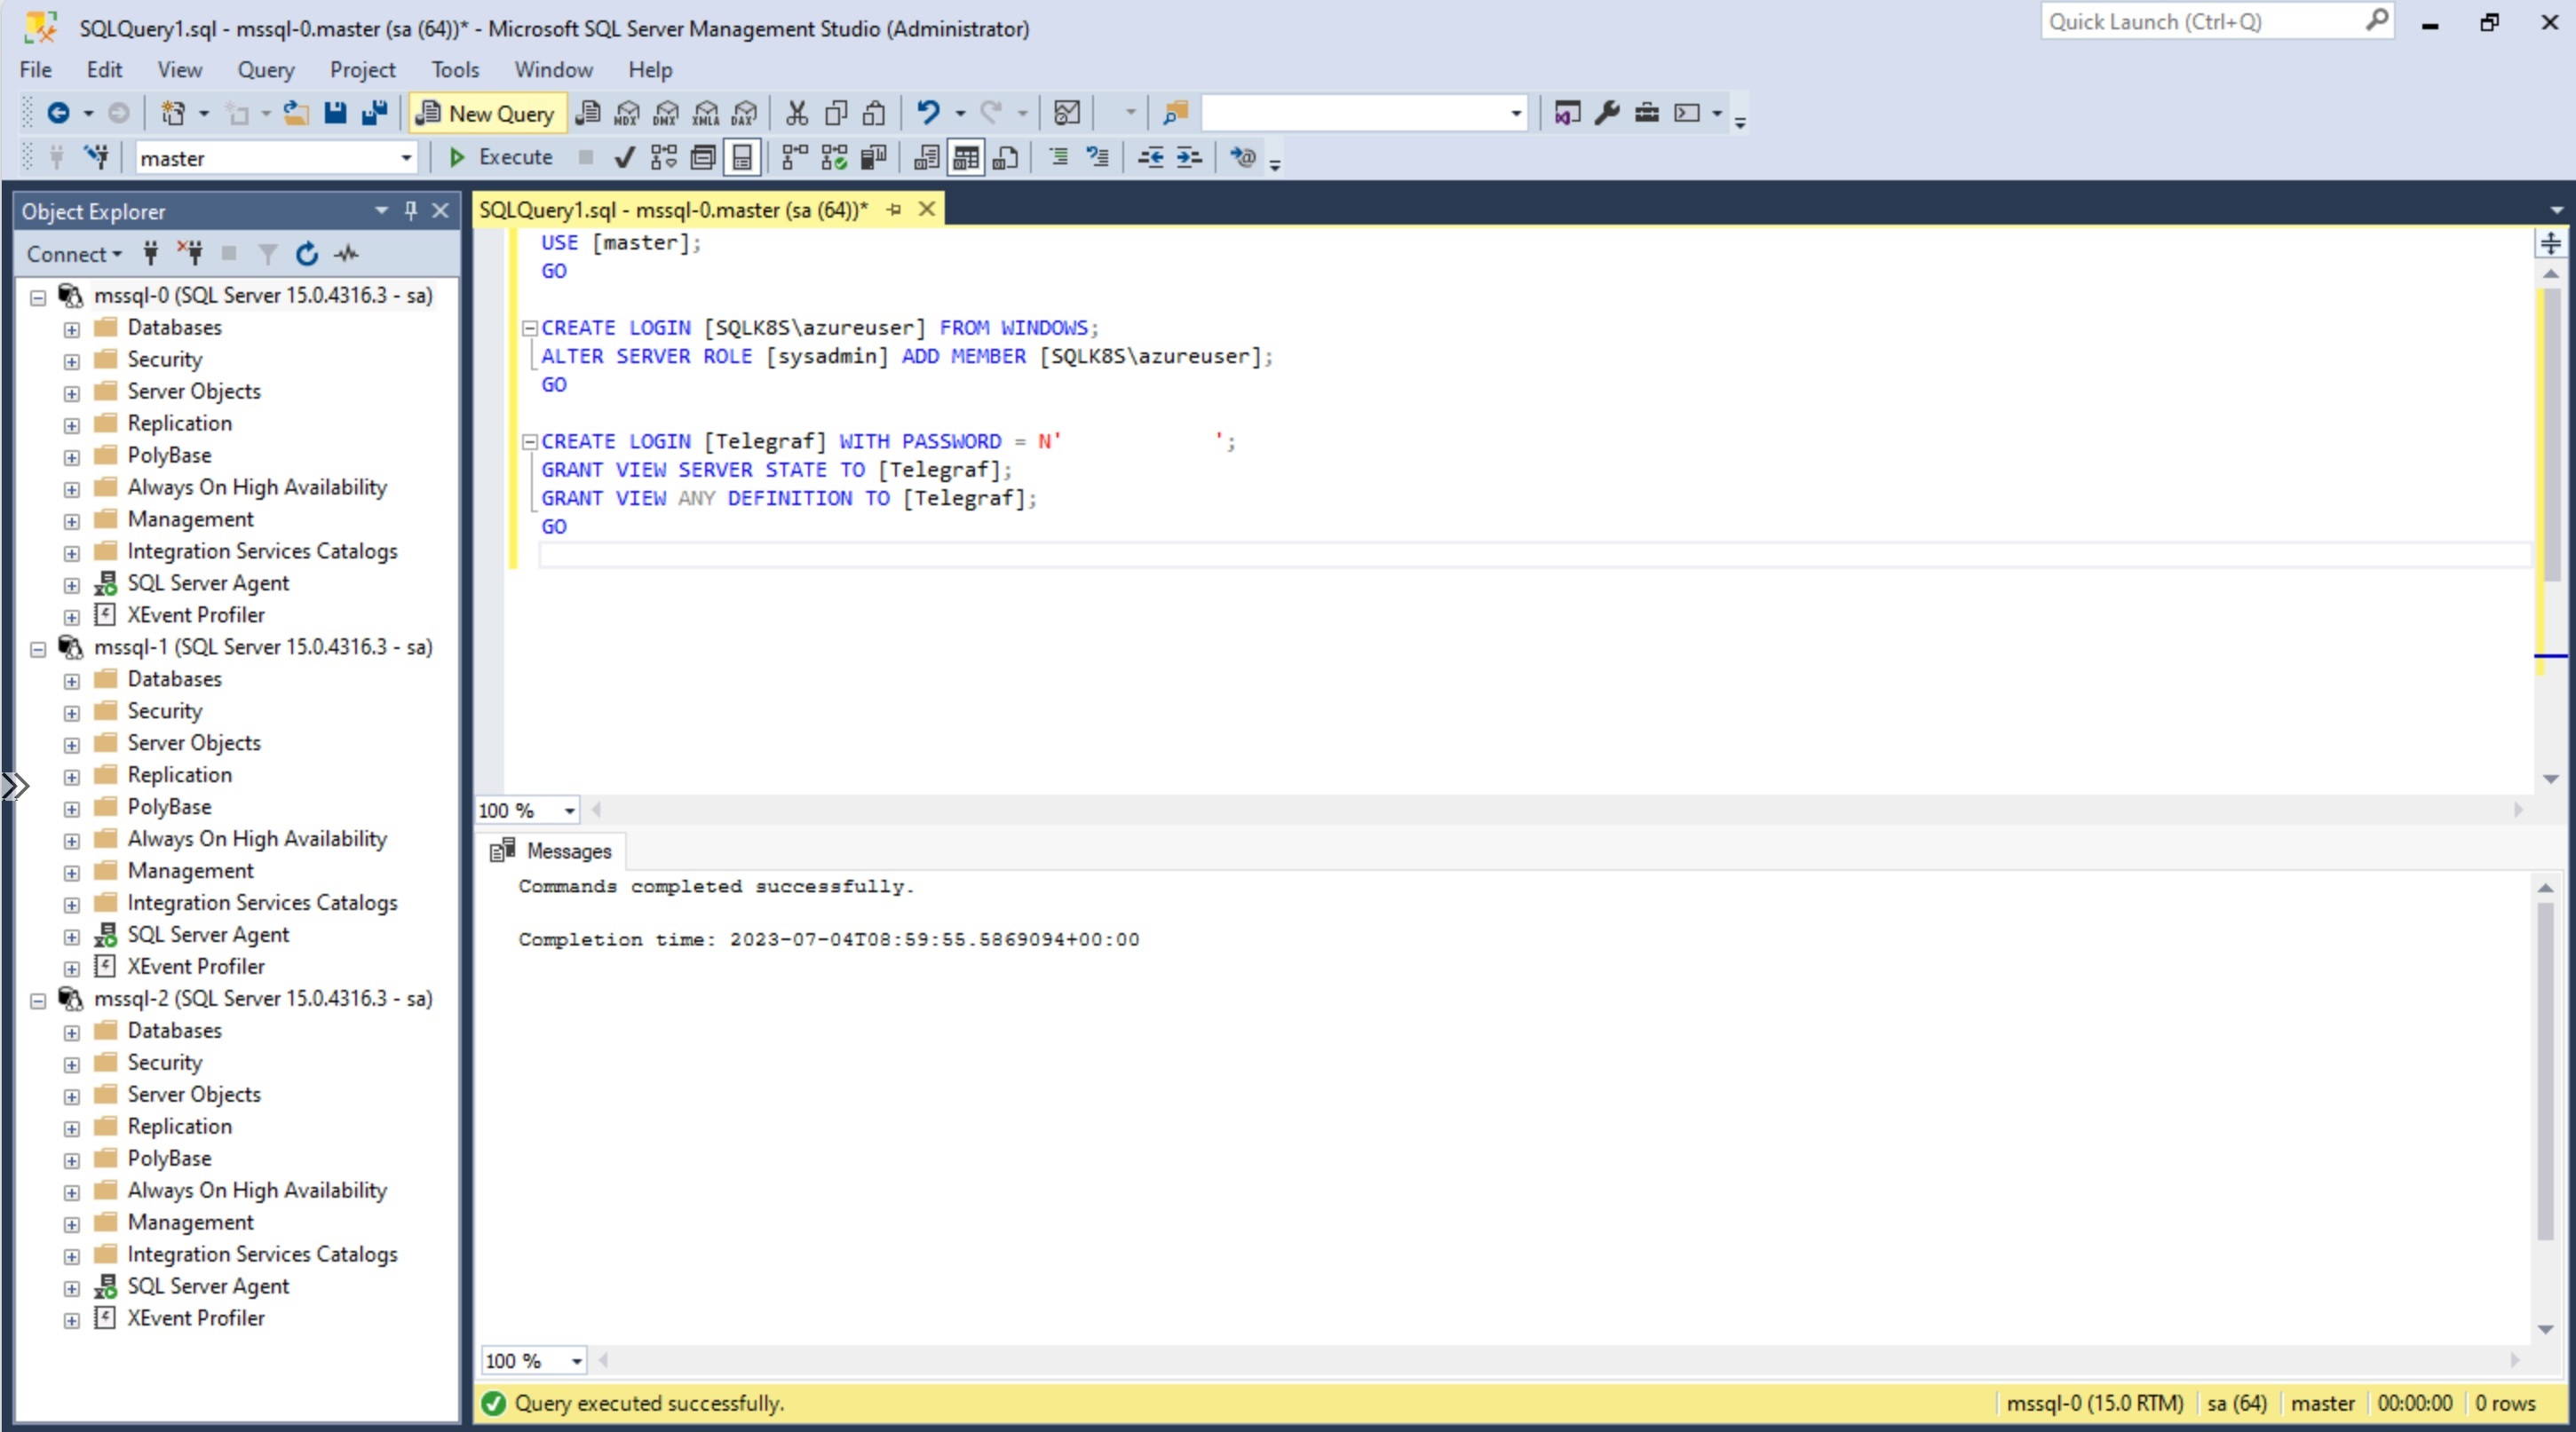 SQLQuery1.sql - mssql-0.master (sa (64))* - Microsoft SQL Server Management Studio (Administrator)
Quick Launch (Ctrl+Q)
File Edit View Query Project Tools Window Help
New Query MDX DMX XMLA DAX
master Execute
Object Explorer
Connect
mssql-0 (SQL Server 15.0.4316.3 - sa)
Databases
Security
Server Objects
Replication
PolyBase
Always On High Availability
Management
Integration Services Catalogs
SQL Server Agent
XEvent Profiler
mssql-1 (SQL Server 15.0.4316.3 - sa)
Databases
Security
Server Objects
Replication
PolyBase
Always On High Availability
Management
Integration Services Catalogs
SQL Server Agent
XEvent Profiler
mssql-2 (SQL Server 15.0.4316.3 - sa)
Databases
Security
Server Objects
Replication
PolyBase
Always On High Availability
Management
Integration Services Catalogs
SQL Server Agent
XEvent Profiler
SQLQuery1.sql - mssql-0.master (sa (64))*
USE [master];
GO
CREATE LOGIN [SQLK8S\azureuser] FROM WINDOWS;
ALTER SERVER ROLE [sysadmin] ADD MEMBER [SQLK8S\azureuser];
GO
CREATE LOGIN [Telegraf] WITH PASSWORD = N' ';
GRANT VIEW SERVER STATE TO [Telegraf];
GRANT VIEW ANY DEFINITION TO [Telegraf];
GO
100 %
Messages
Commands completed successfully.
Completion time: 2023-07-04T08:59:55.5869094+00:00
100 %
Query executed successfully.
mssql-0 (15.0 RTM) sa (64) master 00:00:00 0 rows